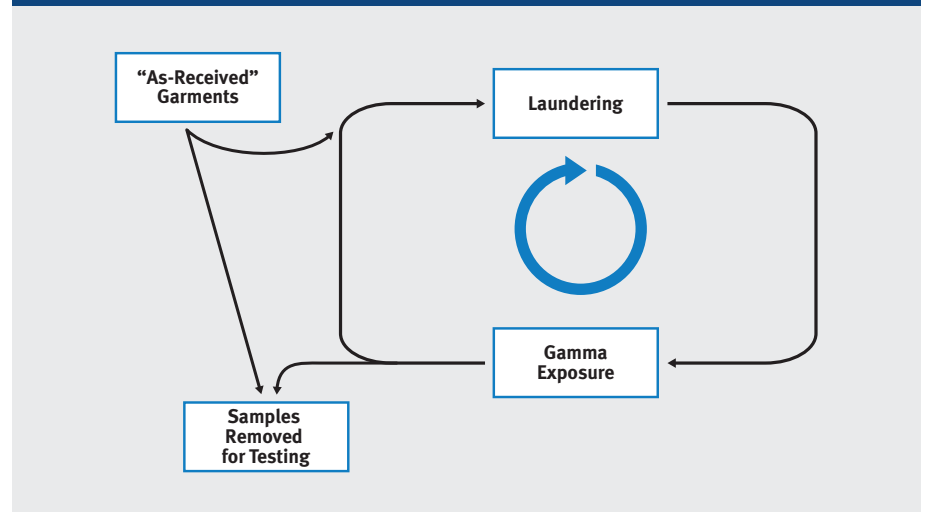 “As-Received”
Garments
Laundering
Gamma
Exposure
Samples
Removed
for Testing